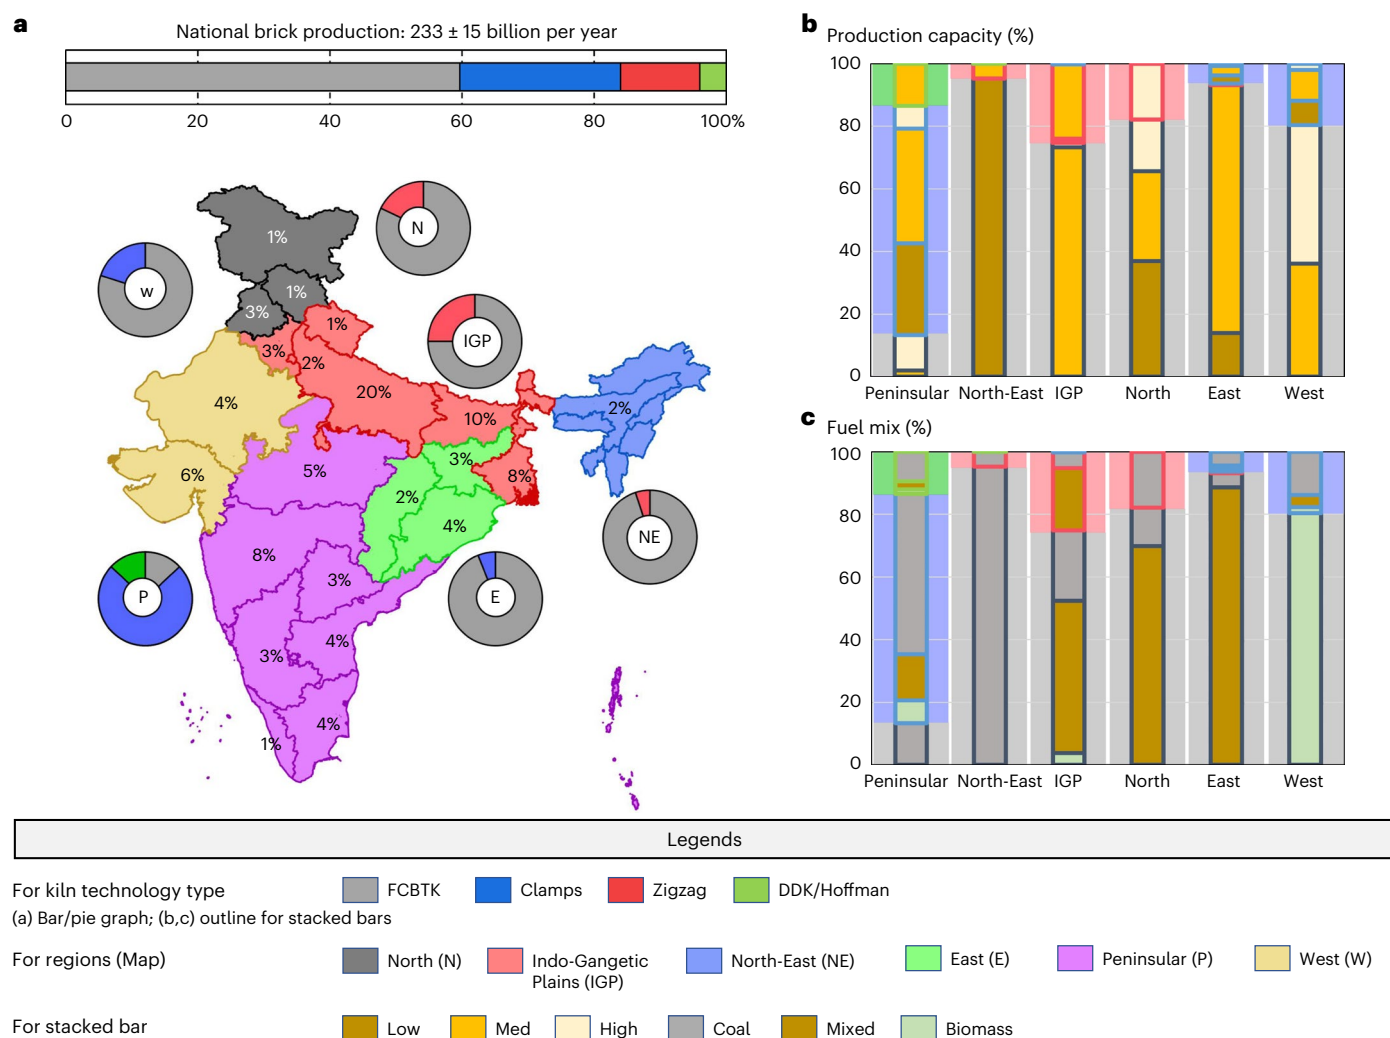 a
National brick production: 233 ± 15 billion per year
0 20 40 60 80 100%
N
1%
w
1%
3%
1%
IGP
3%
2%
20%
4%
10%
2%
3%
5%
6%
8%
2%
4%
8%
NE
3%
P
E
4%
3%
4%
1%
b
Production capacity (%)
100
80
60
40
20
0
Peninsular North-East IGP North East West
c
Fuel mix (%)
100
80
60
40
20
0
Peninsular North-East IGP North East West
Legends
For kiln technology type FCBTK Clamps Zigzag DDK/Hoffman
(a) Bar/pie graph; (b,c) outline for stacked bars
For regions (Map) North (N) Indo-Gangetic North-East (NE) East (E) Peninsular (P) West (W)
Plains (IGP)
For stacked bar Low Med High Coal Mixed Biomass